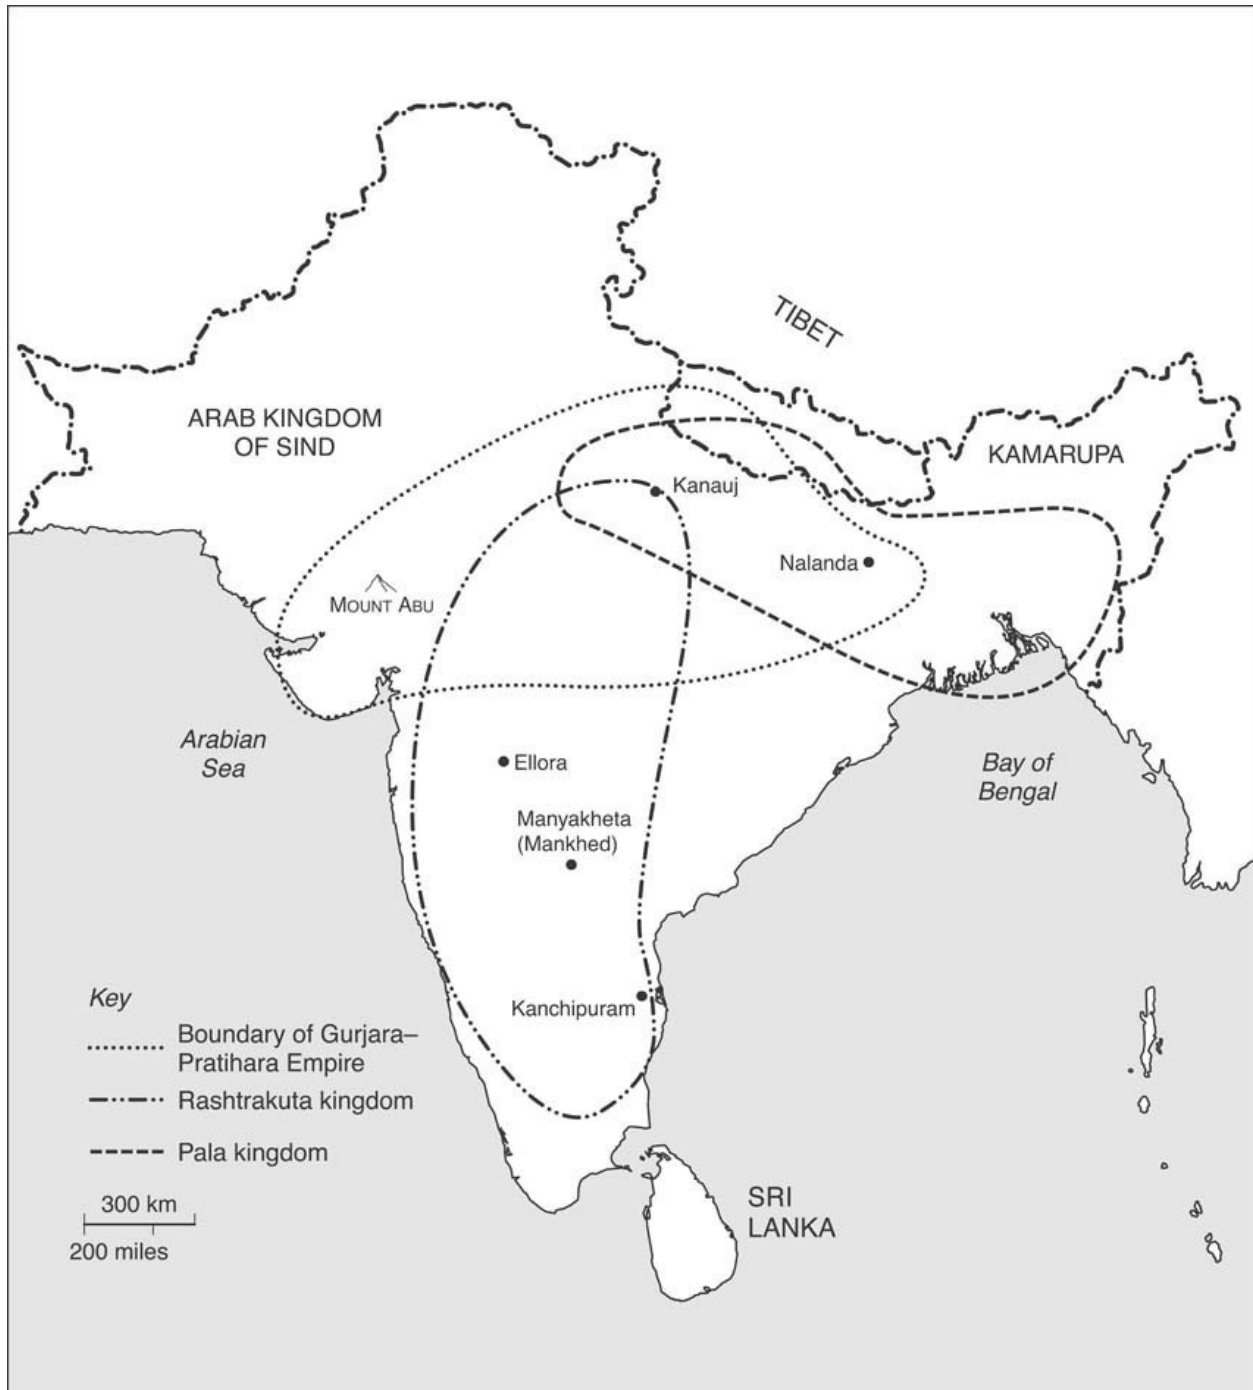 TIBET
ARAB KINGDOM
OF SIND
KAMARUPA
Kanauj
Nalanda
MOUNT ABU
Arabian
Sea
Ellora
Bay of
Bengal
Manyakheta
(Mankhed)
Kanchipuram
Key
Boundary of Gurjara–
Pratihara Empire
Rashtrakuta kingdom
Pala kingdom
300 km
200 miles
SRI
LANKA